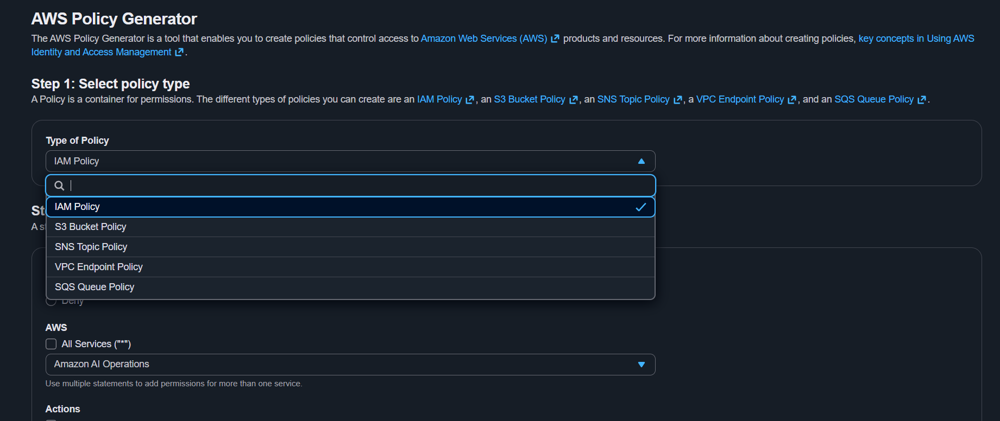 AWS Policy Generator
The AWS Policy Generator is a tool that enables you to create policies that control access to Amazon Web Services (AWS) products and resources. For more information about creating policies, key concepts in Using AWS
Identity and Access Management.
Step 1: Select policy type
A Policy is a container for permissions. The different types of policies you can create are an IAM Policy, an S3 Bucket Policy, an SNS Topic Policy, a VPC Endpoint Policy, and an SQS Queue Policy.
Type of Policy
IAM Policy
IAM Policy
S3 Bucket Policy
SNS Topic Policy
VPC Endpoint Policy
SQS Queue Policy
Deny
AWS
All Services ("*")
Amazon AI Operations
Use multiple statements to add permissions for more than one service.
Actions